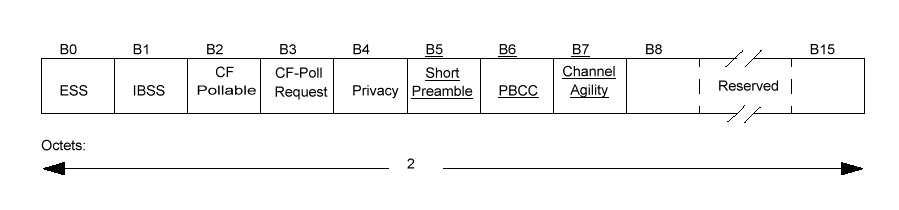 B0 B1 B2 B3 B4 B5 B6 B7 B8 B15
ESS IBSS CF Pollable CF-Poll Request Privacy Short Preamble PBCC Channel Agility Reserved
Octets:
2